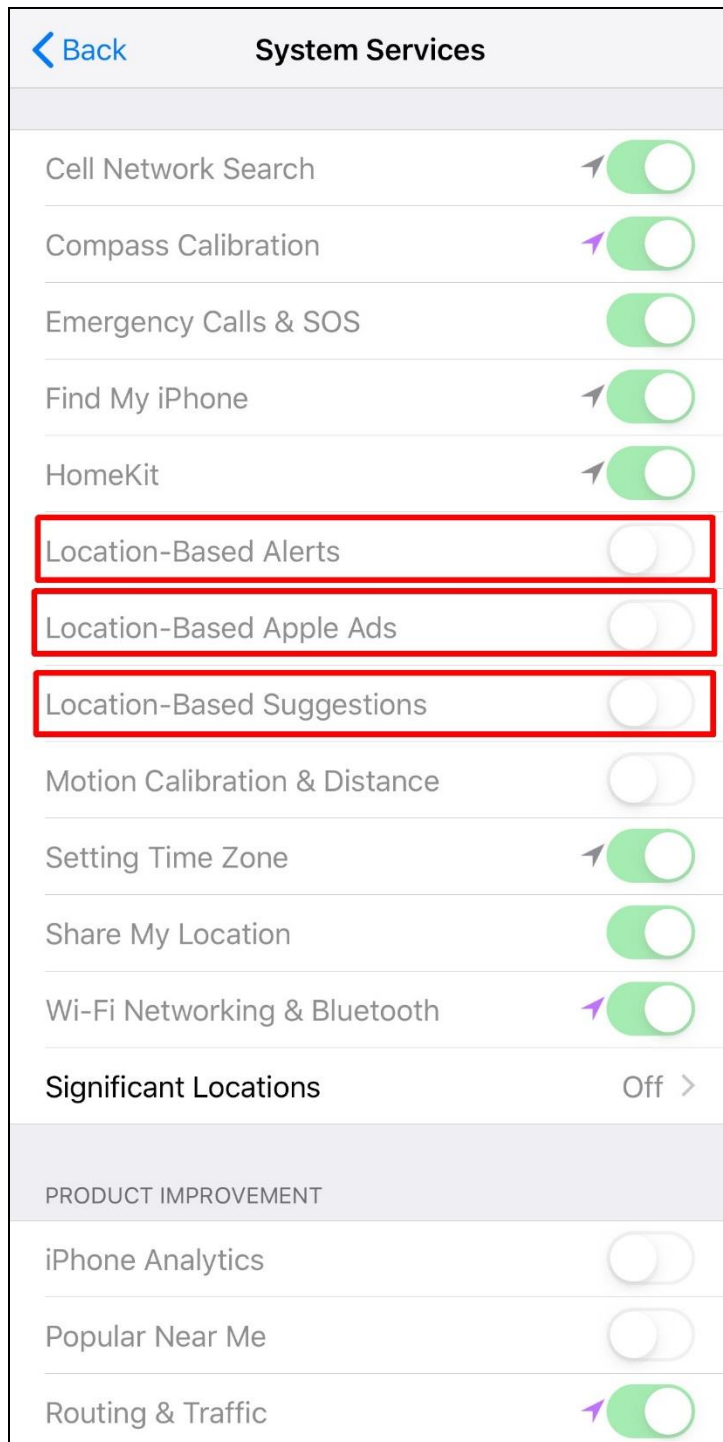 Back System Services
Cell Network Search
Compass Calibration
Emergency Calls & SOS
Find My iPhone
HomeKit
Location-Based Alerts
Location-Based Apple Ads
Location-Based Suggestions
Motion Calibration & Distance
Setting Time Zone
Share My Location
Wi-Fi Networking & Bluetooth
Significant Locations Off
PRODUCT IMPROVEMENT
iPhone Analytics
Popular Near Me
Routing & Traffic